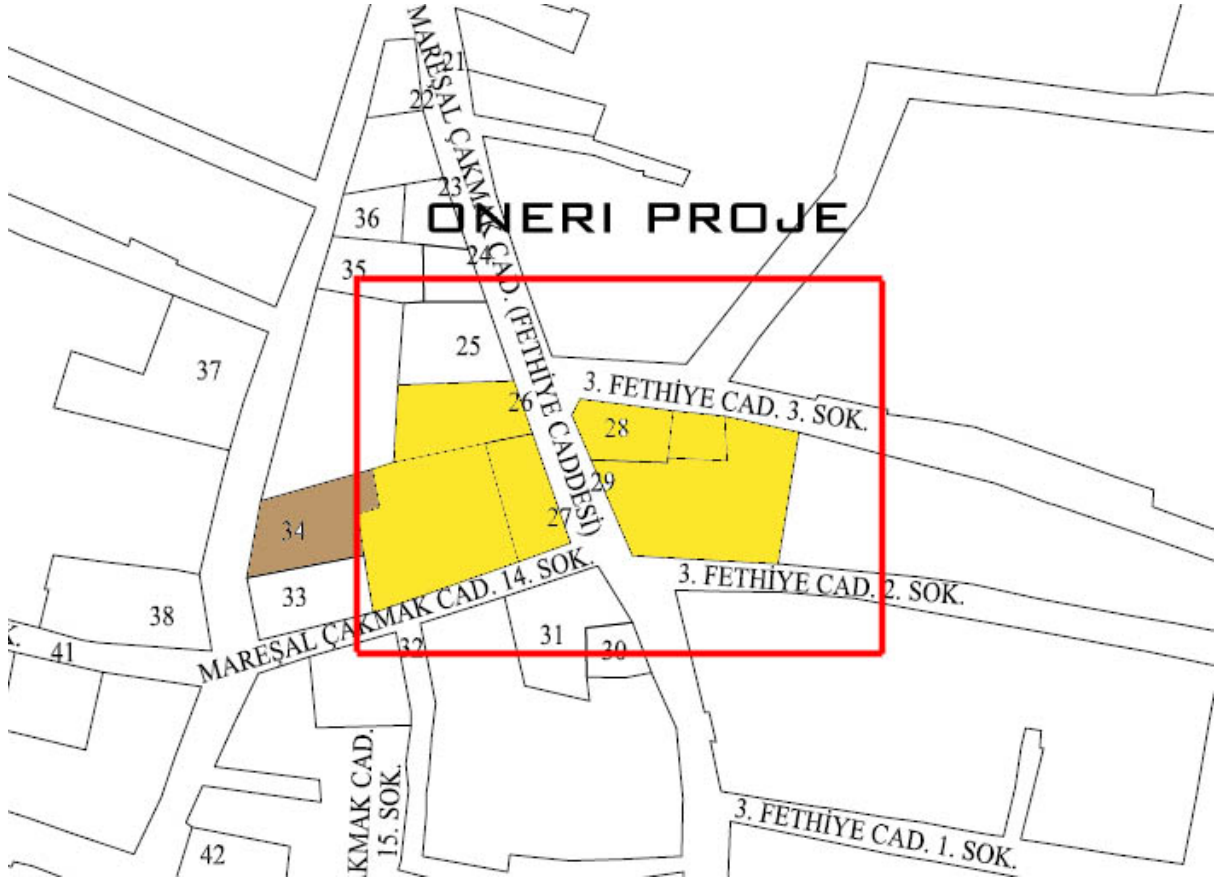 21
22
MAREŞAL ÇAKMAK CAD. (FETHİYE CADDESİ)
23
36
ONERI PROJE
24
35
25
37
3. FETHİYE CAD. 3. SOK.
26
28
29
27
34
3. FETHİYE CAD. 2. SOK.
33
38
MAREŞAL ÇAKMAK CAD. 14. SOK.
31
32
30
K.
41
KMAK CAD.
15. SOK.
3. FETHİYE CAD. 1. SOK.
42